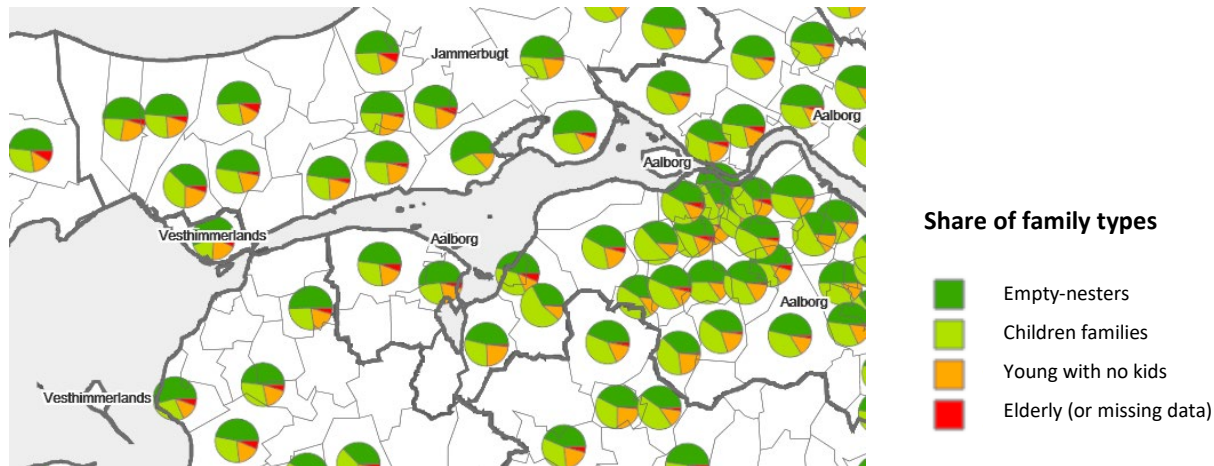 Jammerbugt
Aalborg
Aalborg
Vesthimmerlands
Aalborg
Aalborg
Vesthimmerlands
Share of family types
Empty-nesters
Children families
Young with no kids
Elderly (or missing data)